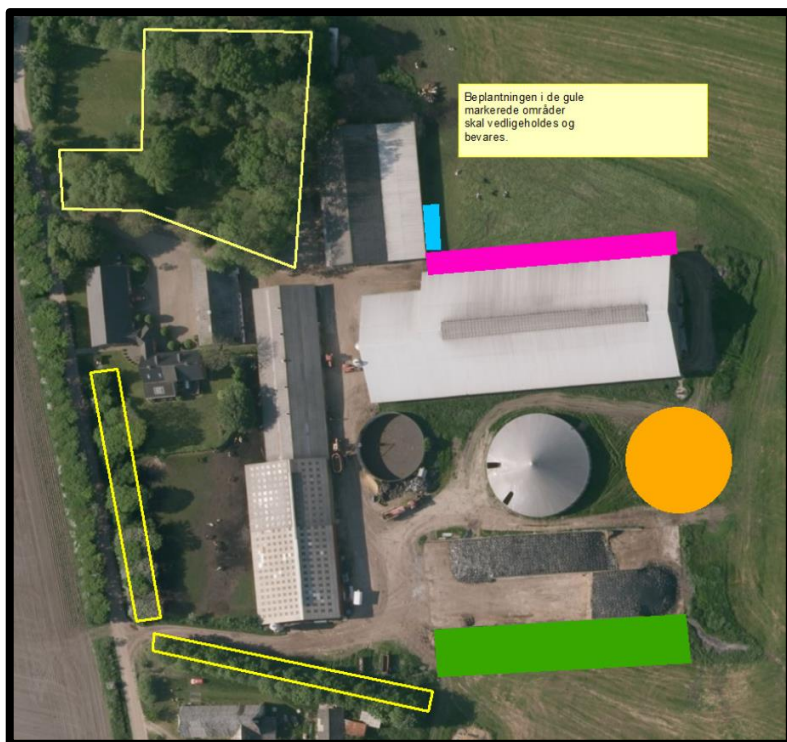 Beplantningen i de gule
markerede områder
skal vedligeholdes og
bevares.